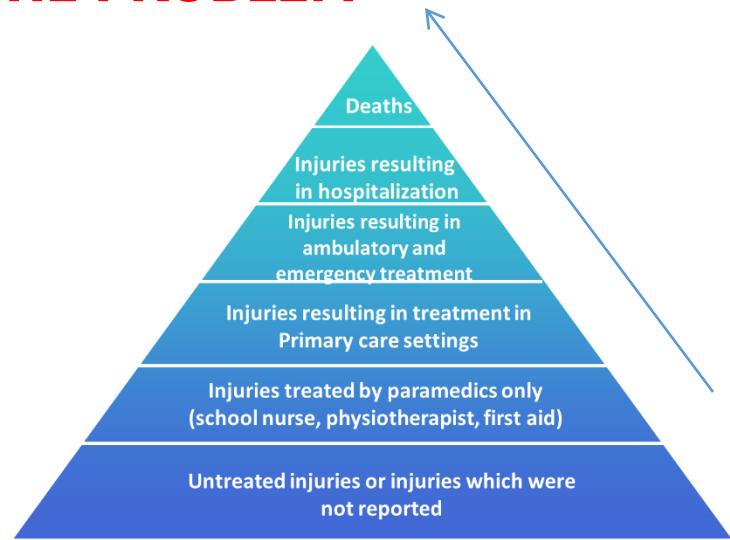 Deaths
Injuries resulting
in hospitalization
Injuries resulting in
ambulatory and
emergency treatment
Injuries resulting in treatment in
Primary care settings
Injuries treated by paramedics only
(school nurse, physiotherapist, first aid)
Untreated injuries or injuries which were
not reported